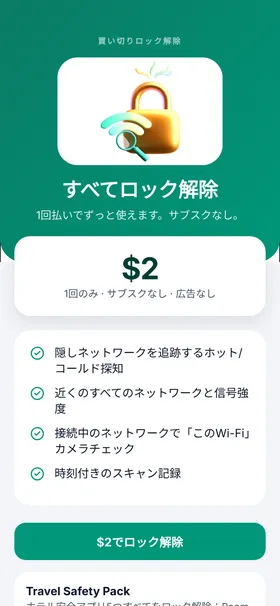 買い切りロック解除
すべてロック解除
1回払いでずっと使えます。サブスクなし。
$2
1回のみ · サブスクなし · 広告なし
隠しネットワークを追跡するホット/
コールド探知
近くのすべてのネットワークと信号強
度
接続中のネットワークで「このWi-Fi」
カメラチェック
時刻付きのスキャン記録
$2でロック解除
Travel Safety Pack